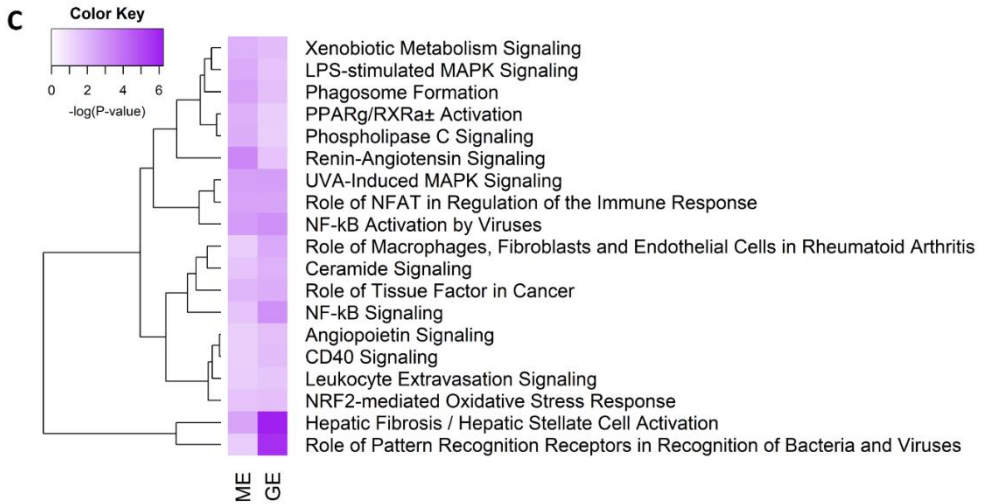 C
Color Key
0 2 4 6
-log(P-value)
Xenobiotic Metabolism Signaling
LPS-stimulated MAPK Signaling
Phagosome Formation
PPARg/RXRa± Activation
Phospholipase C Signaling
Renin-Angiotensin Signaling
UVA-Induced MAPK Signaling
Role of NFAT in Regulation of the Immune Response
NF-kB Activation by Viruses
Role of Macrophages, Fibroblasts and Endothelial Cells in Rheumatoid Arthritis
Ceramide Signaling
Role of Tissue Factor in Cancer
NF-kB Signaling
Angiopoietin Signaling
CD40 Signaling
Leukocyte Extravasation Signaling
NRF2-mediated Oxidative Stress Response
Hepatic Fibrosis / Hepatic Stellate Cell Activation
Role of Pattern Recognition Receptors in Recognition of Bacteria and Viruses
ME GE